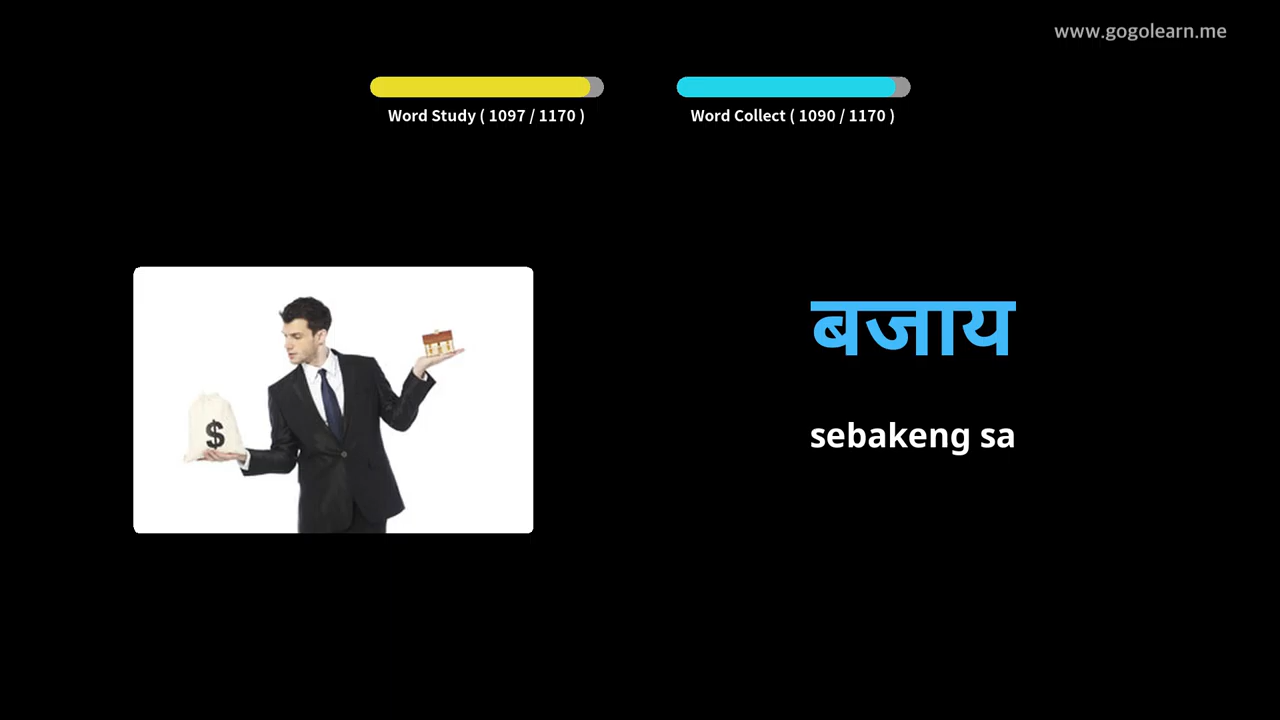 www.gogolearn.me
Word Study ( 1097 / 1170 )
Word Collect ( 1090 / 1170 )
बजाय
sebakeng sa
$